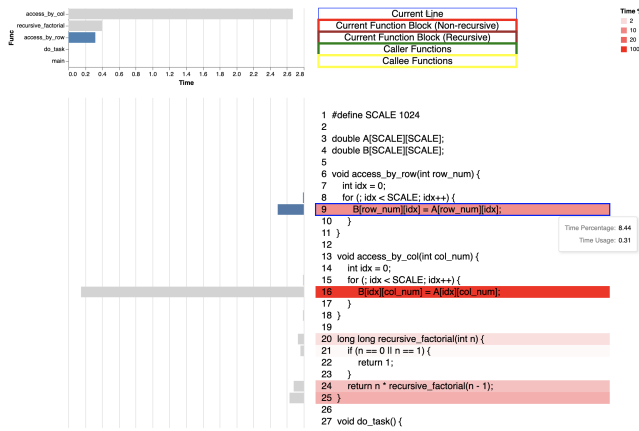 access_by_col
recursive_factorial
access_by_row
do_task
main
Func
0.0 0.2 0.4 0.6 0.8 1.0 1.2 1.4 1.6 1.8 2.0 2.2 2.4 2.6 2.8
Time
Current Line
Current Function Block (Non-recursive)
Current Function Block (Recursive)
Caller Functions
Callee Functions
Time %
2
10
20
100
1 #define SCALE 1024
2
3 double A[SCALE][SCALE];
4 double B[SCALE][SCALE];
5
6 void access_by_row(int row_num) {
7 int idx = 0;
8 for (; idx < SCALE; idx++) {
9 B[row_num][idx] = A[row_num][idx];
10 }
11 }
Time Percentage: 8.44
Time Usage: 0.31
12
13 void access_by_col(int col_num) {
14 int idx = 0;
15 for (; idx < SCALE; idx++) {
16 B[idx][col_num] = A[idx][col_num];
17 }
18 }
19
20 long long recursive_factorial(int n) {
21 if (n == 0 || n == 1) {
22 return 1;
23 }
24 return n * recursive_factorial(n - 1);
25 }
26
27 void do_task() {